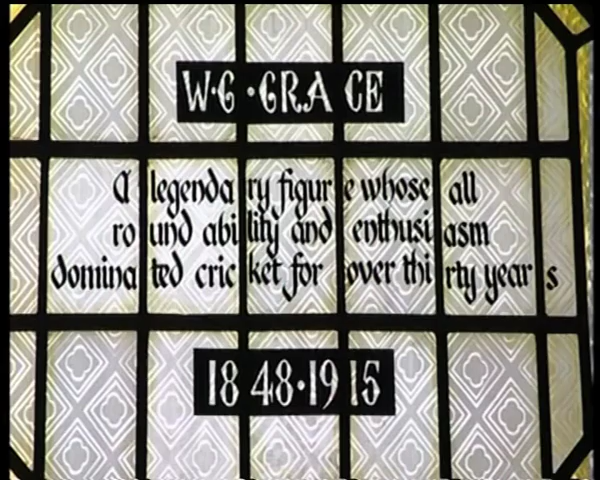 W·G·GRACE
A legendary figure whose all
round ability and enthusiasm
dominated cricket for over thirty years
1848·1915